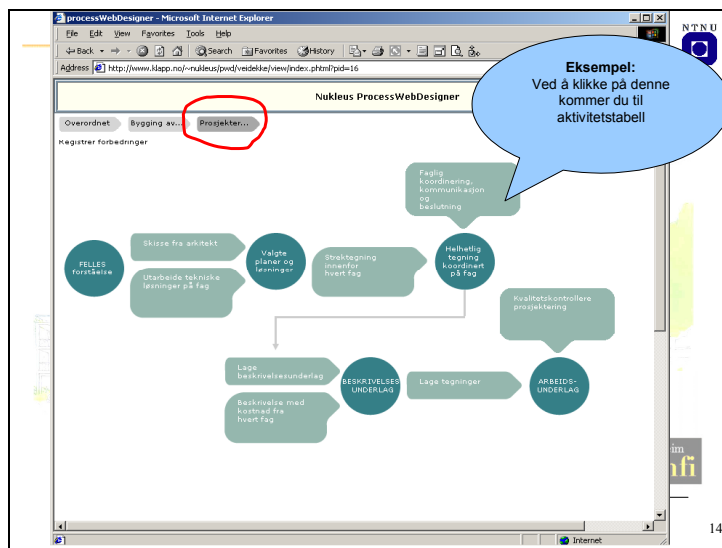 processWebDesigner - Microsoft Internet Explorer
NTNU
File Edit View Favorites Tools Help
Back Search Favorites History
Address http://www.klapp.no/~nukleus/pwd/veidekke/view/index.phtml?pid=16
Eksempel:
Ved å klikke på denne
kommer du til
aktivitetstabell
Nukleus ProcessWebDesigner
Overordnet Bygging av... Prosjekter...
Registrer forbedringer
Faglig
koordinering,
kommunikasjon
og
beslutning
Skisse fra arkitekt
FELLES
forståelse
Utarbeide tekniske
løsninger på fag
Valgte
planer og
løsninger
Strektegning
innenfor
hvert fag
Helhetlig
tegning
koordinert
på fag
Kvalitetskontrollere
prosjektering
Lage
beskrivelsesunderlag
Beskrivelse med
kostnad fra
hvert fag
BESKRIVELSES
UNDERLAG
Lage tegninger
ARBEIDS-
UNDERLAG
im
nfi
14
Internet